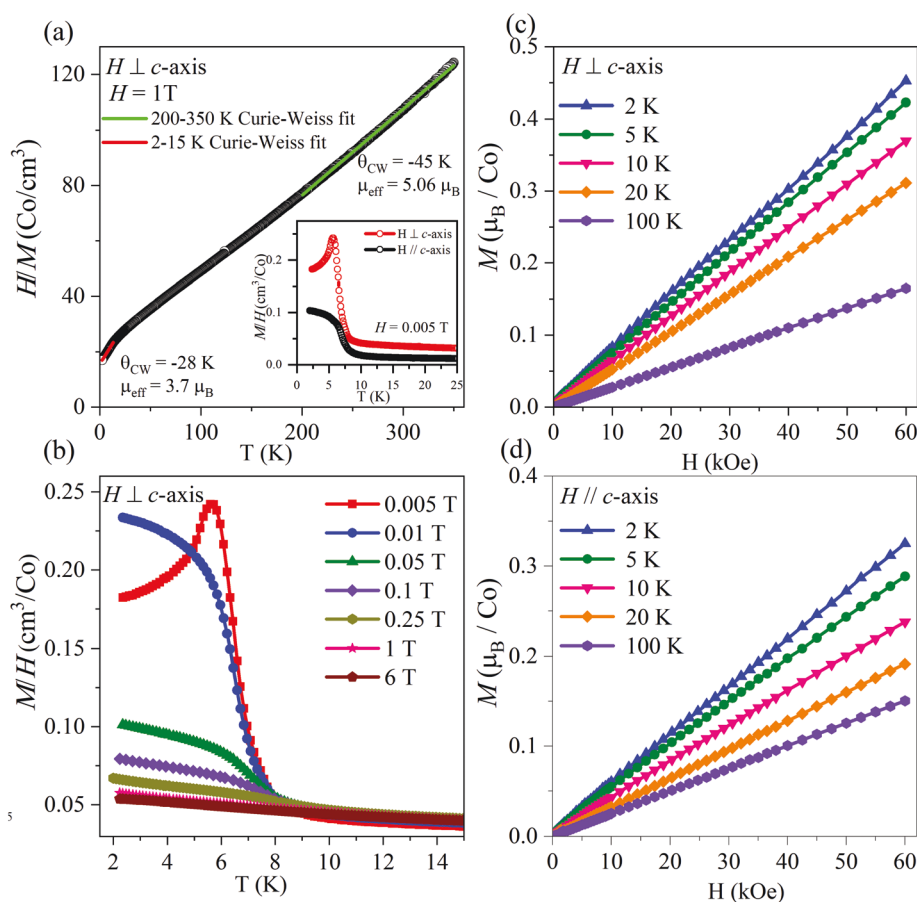 (a)
H ⊥ c-axis
H = 1T
200-350 K Curie-Weiss fit
2-15 K Curie-Weiss fit
θCW = -45 K
μeff = 5.06 μB
θCW = -28 K
μeff = 3.7 μB
H/M (Co/cm³)
120
80
40
0
0 100 200 300
T (K)
H ⊥ c-axis
H // c-axis
H = 0.005 T
M/H (cm³/Co)
0.2
0.1
0.0
0 5 10 15 20 25
T (K)
(b)
H ⊥ c-axis
0.005 T
0.01 T
0.05 T
0.1 T
0.25 T
1 T
6 T
M/H (cm³/Co)
0.25
0.20
0.15
0.10
0.05
2 4 6 8 10 12 14
T (K)
5
(c)
H ⊥ c-axis
2 K
5 K
10 K
20 K
100 K
M (μB / Co)
0.5
0.4
0.3
0.2
0.1
0.0
0 10 20 30 40 50 60
H (kOe)
(d)
H // c-axis
2 K
5 K
10 K
20 K
100 K
M (μB / Co)
0.4
0.3
0.2
0.1
0.0
0 10 20 30 40 50 60
H (kOe)